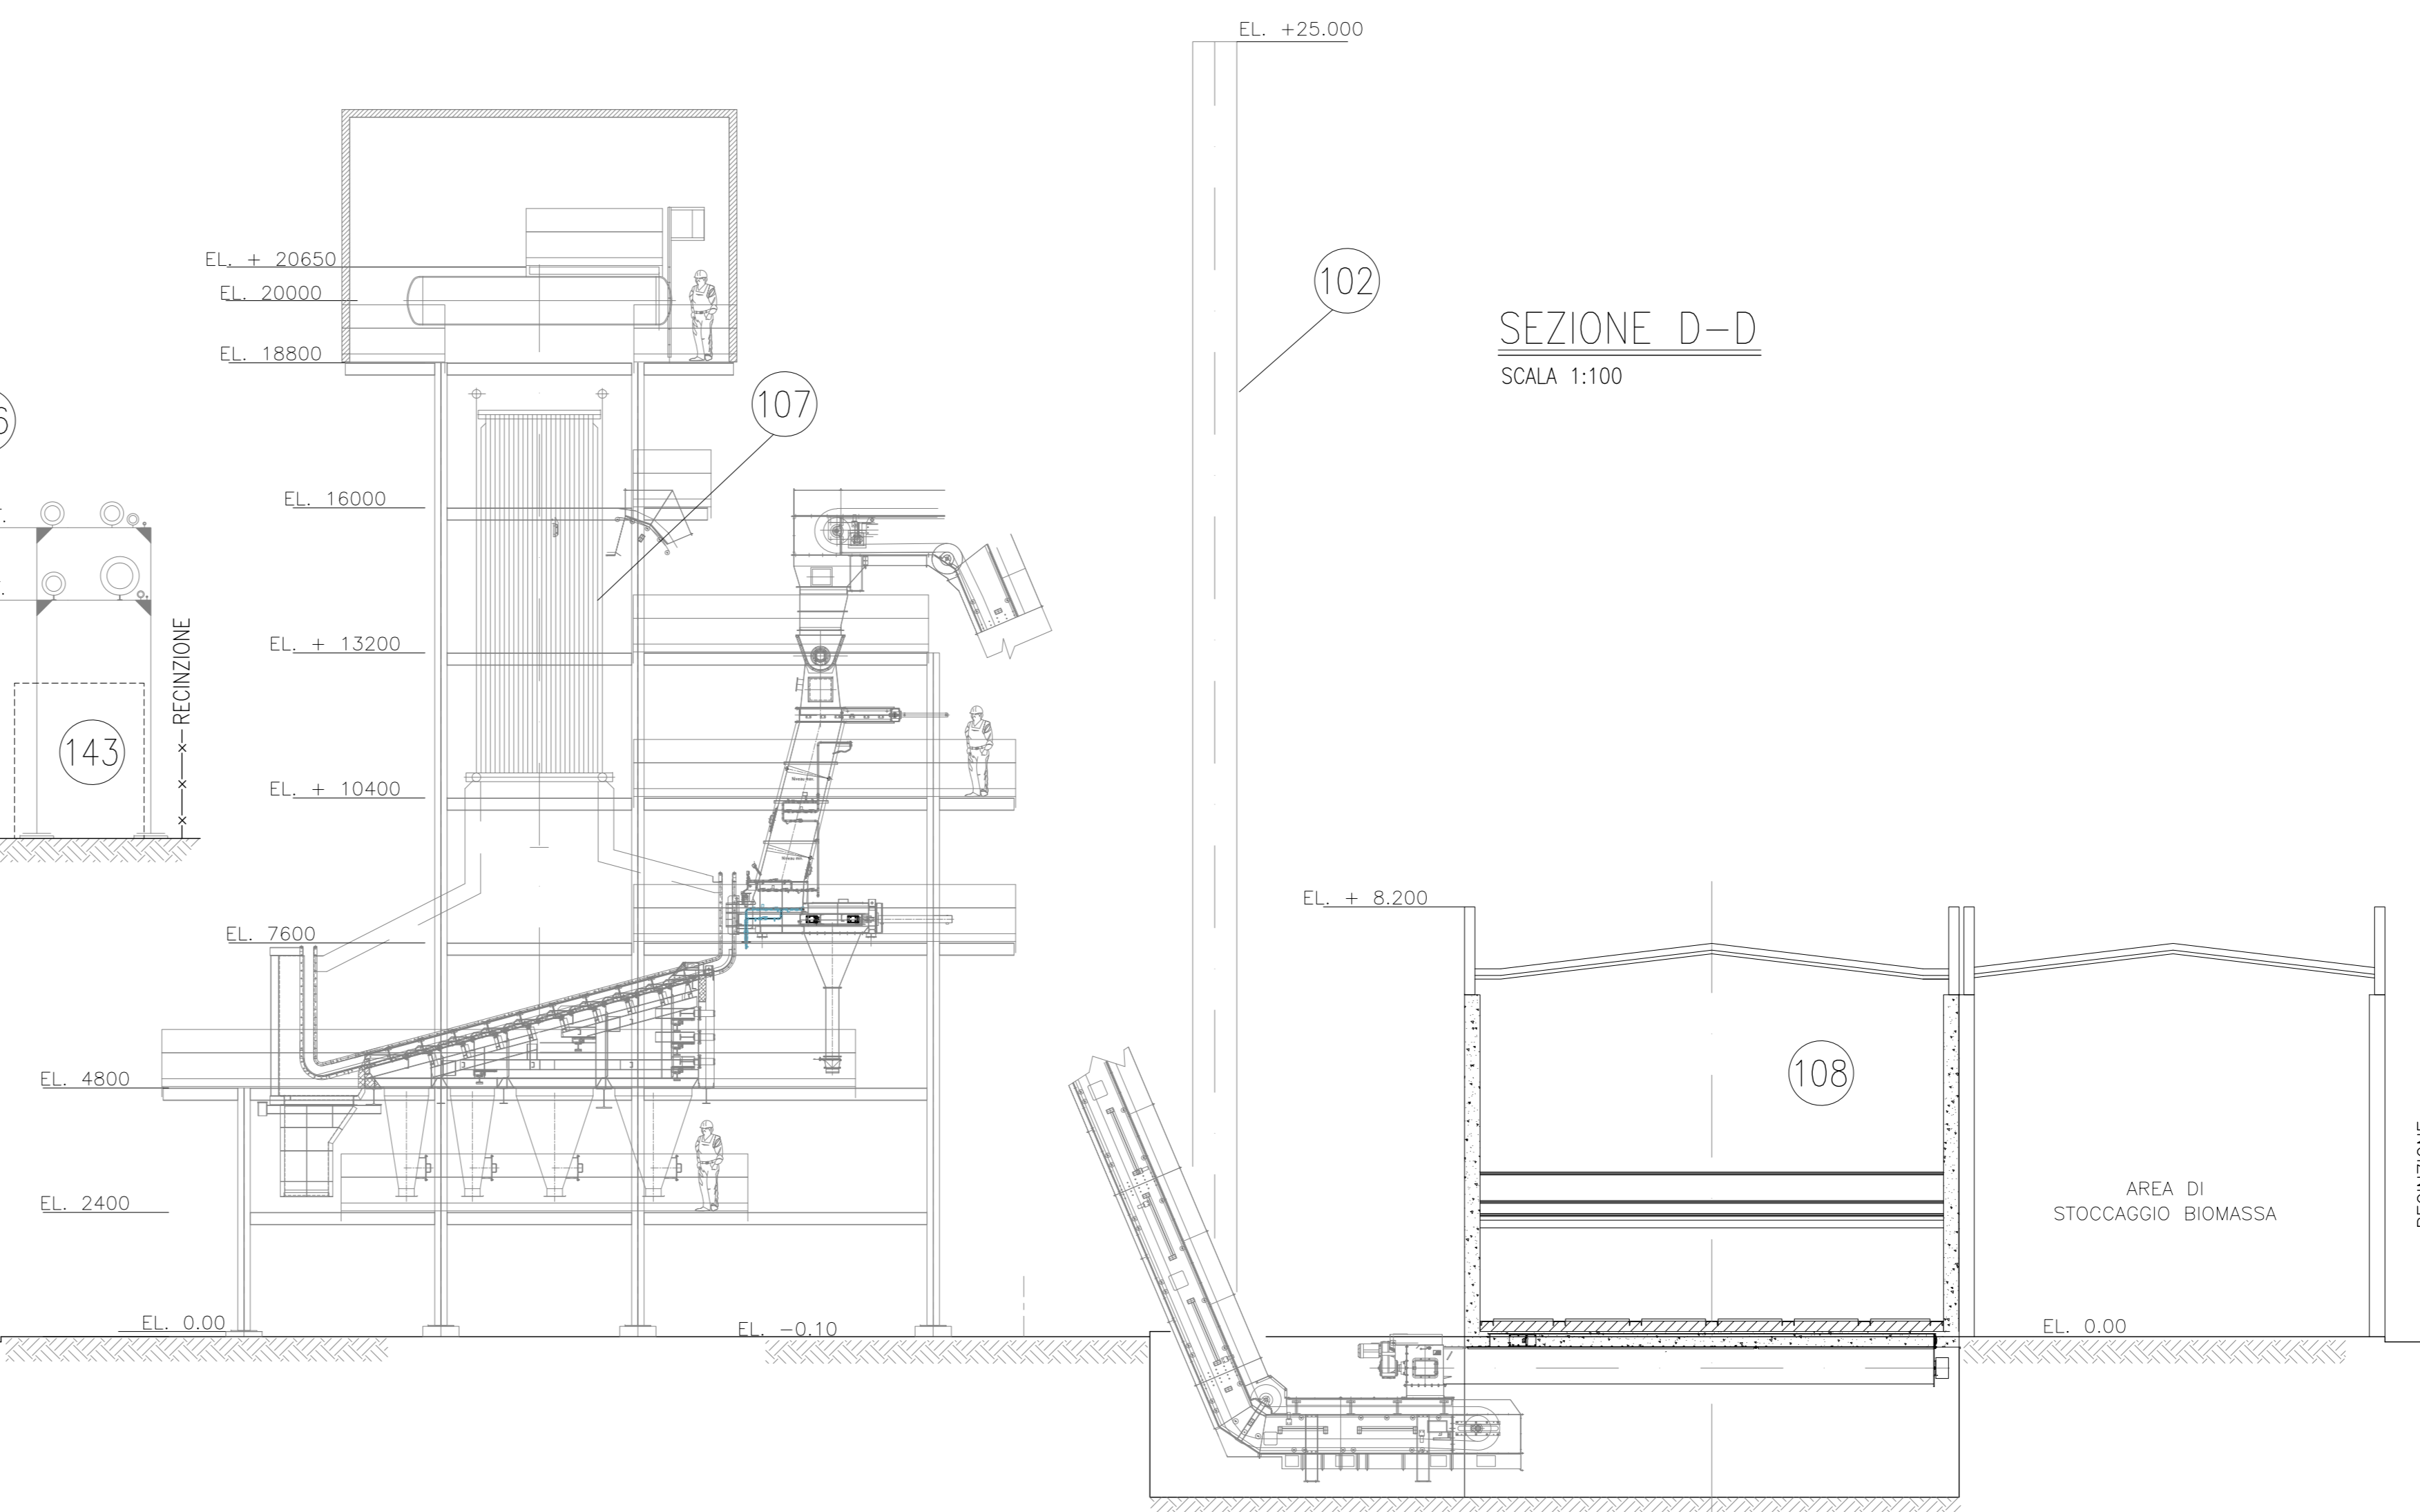 EL. +25.000
EL. + 20650
102
EL. 20000
SEZIONE D-D
EL. 18800
SCALA 1:100
107
EL. 16000
EL. + 13200
RECINZIONE
143
EL. + 10400
EL. + 8.200
EL. 7600
108
EL. 4800
AREA DI
STOCCAGGIO BIOMASSA
EL. 2400
EL. 0.00
EL. -0.10
EL. 0.00